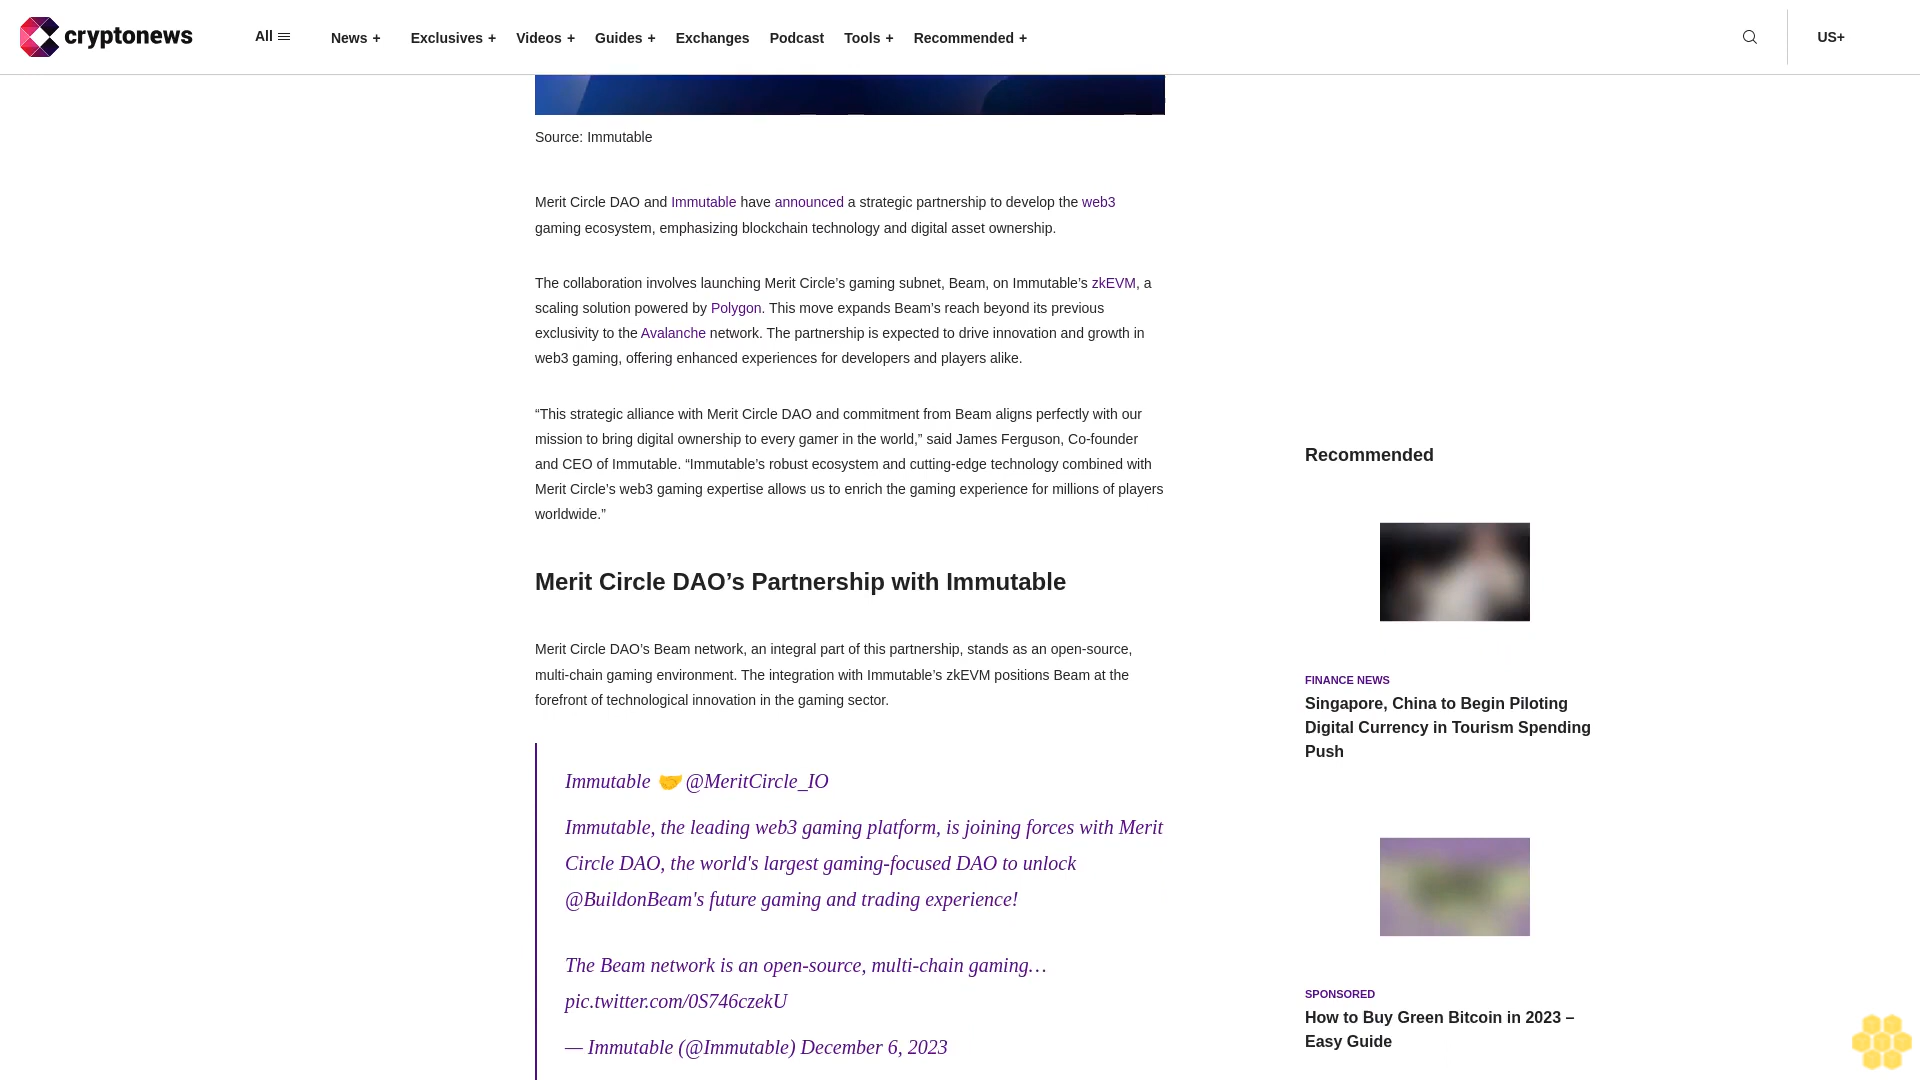 cryptonews
All
News +
Exclusives +
Videos +
Guides +
Exchanges
Podcast
Tools +
Recommended +
US+
Source: Immutable
Merit Circle DAO and Immutable have announced a strategic partnership to develop the web3
gaming ecosystem, emphasizing blockchain technology and digital asset ownership.
The collaboration involves launching Merit Circle’s gaming subnet, Beam, on Immutable’s zkEVM, a
scaling solution powered by Polygon. This move expands Beam’s reach beyond its previous
exclusivity to the Avalanche network. The partnership is expected to drive innovation and growth in
web3 gaming, offering enhanced experiences for developers and players alike.
“This strategic alliance with Merit Circle DAO and commitment from Beam aligns perfectly with our
mission to bring digital ownership to every gamer in the world,” said James Ferguson, Co-founder
and CEO of Immutable. “Immutable’s robust ecosystem and cutting-edge technology combined with
Merit Circle’s web3 gaming expertise allows us to enrich the gaming experience for millions of players
worldwide.”
Merit Circle DAO’s Partnership with Immutable
Merit Circle DAO’s Beam network, an integral part of this partnership, stands as an open-source,
multi-chain gaming environment. The integration with Immutable’s zkEVM positions Beam at the
forefront of technological innovation in the gaming sector.
Immutable 🤝 @MeritCircle_IO
Immutable, the leading web3 gaming platform, is joining forces with Merit
Circle DAO, the world's largest gaming-focused DAO to unlock
@BuildonBeam's future gaming and trading experience!
The Beam network is an open-source, multi-chain gaming…
pic.twitter.com/0S746czekU
— Immutable (@Immutable) December 6, 2023
Recommended
FINANCE NEWS
Singapore, China to Begin Piloting
Digital Currency in Tourism Spending
Push
SPONSORED
How to Buy Green Bitcoin in 2023 –
Easy Guide